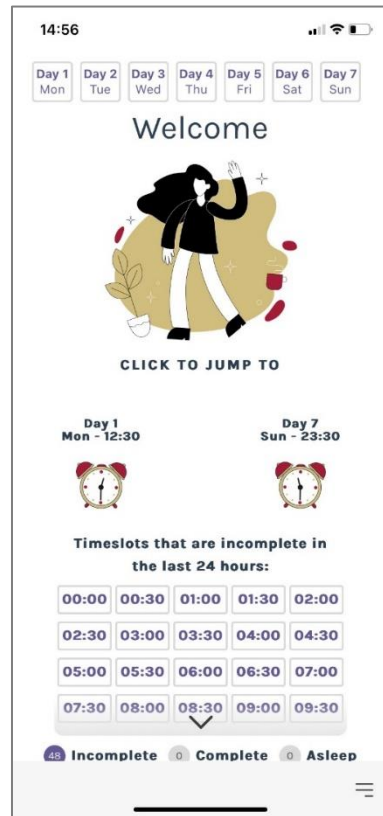 14:56
Day 1 Day 2 Day 3 Day 4 Day 5 Day 6 Day 7
Mon Tue Wed Thu Fri Sat Sun
Welcome
CLICK TO JUMP TO
Day 1 Day 7
Mon - 12:30 Sun - 23:30
Timeslots that are incomplete in
the last 24 hours:
00:00 00:30 01:00 01:30 02:00
02:30 03:00 03:30 04:00 04:30
05:00 05:30 06:00 06:30 07:00
07:30 08:00 08:30 09:00 09:30
48 Incomplete 0 Complete 0 Asleep